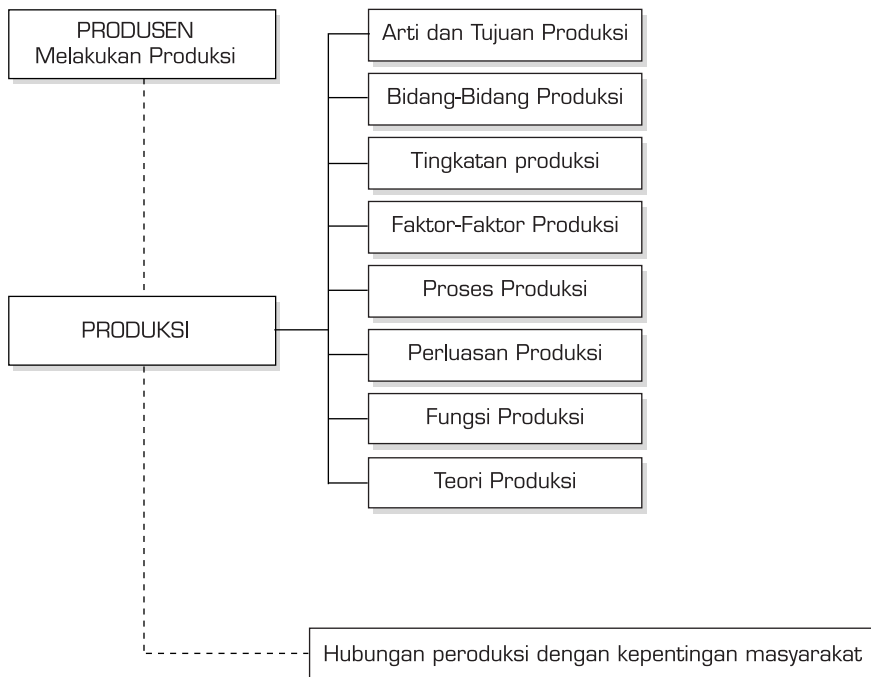 PRODUSEN
Melakukan Produksi
Arti dan Tujuan Produksi
Bidang-Bidang Produksi
Tingkatan produksi
Faktor-Faktor Produksi
Proses Produksi
PRODUKSI
Perluasan Produksi
Fungsi Produksi
Teori Produksi
Hubungan peroduksi dengan kepentingan masyarakat